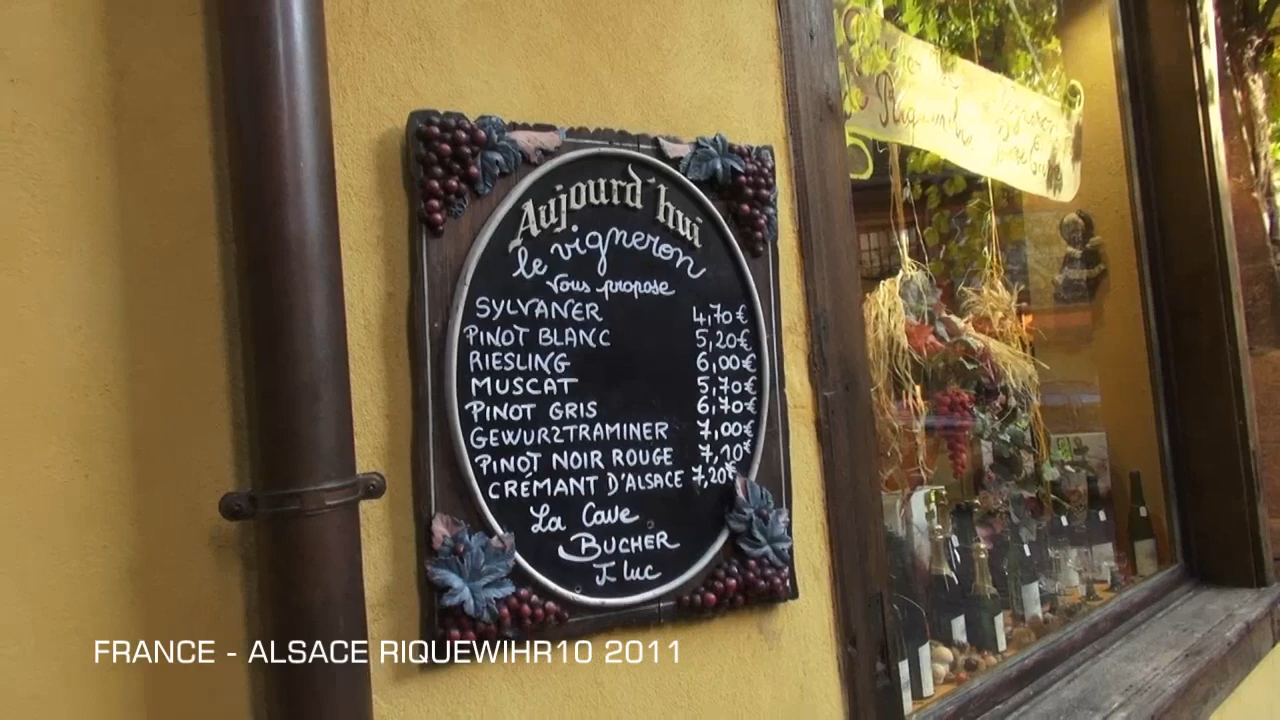 Aujourd'hui
le vigneron
vous propose
SYLVANER 4,70€
PINOT BLANC 5,20€
RIESLING 6,00€
MUSCAT 5,70€
PINOT GRIS 6,70€
GEWURZTRAMINER 7,00€
PINOT NOIR ROUGE 7,10€
CRÉMANT D'ALSACE 7,20€
La Cave
BUCHER
J. luc
FRANCE - ALSACE RIQUEWIHR10 2011